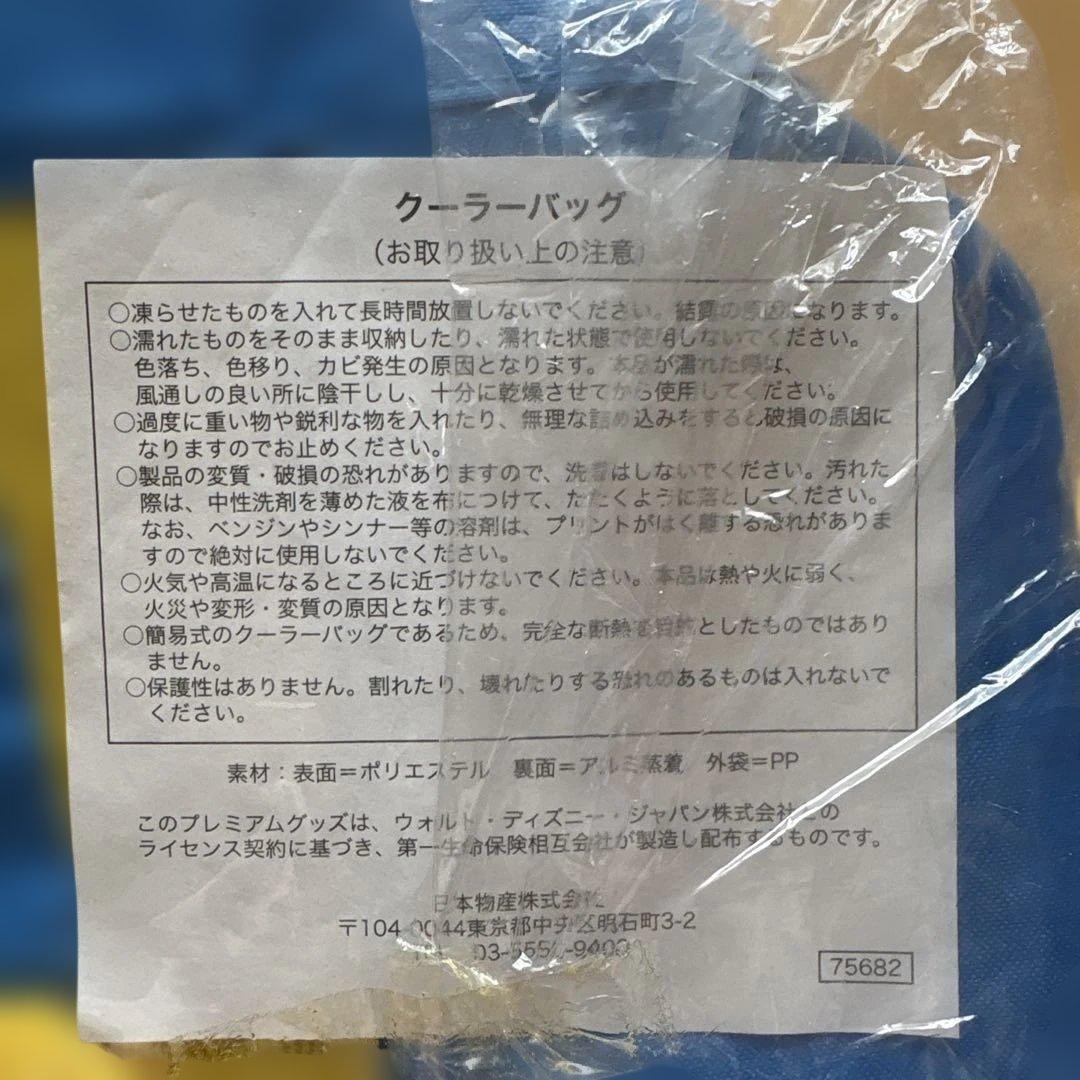 クーラーバッグ
(お取り扱い上の注意)
○凍らせたものを入れて長時間放置しないでください。結露の原因になります。
○濡れたものをそのまま収納したり、濡れた状態で使用しないでください。
色落ち、色移り、カビ発生の原因となります。本品が濡れた際は、
風通しの良い所に陰干しし、十分に乾燥させてから使用してください。
○過度に重い物や鋭利な物を入れたり、無理な詰め込みをすると破損の原因に
なりますのでお止めください。
○製品の変質・破損の恐れがありますので、洗濯はしないでください。汚れた
際は、中性洗剤を薄めた液を布につけて、たたくように落としてください。
なお、ベンジンやシンナー等の溶剤は、プリントがはく離する恐れがありま
すので絶対に使用しないでください。
○火気や高温になるところに近づけないでください。本品は熱や火に弱く、
火災や変形・変質の原因となります。
○簡易式のクーラーバッグであるため、完全な断熱を目的としたものではあり
ません。
○保護性はありません。割れたり、壊れたりする恐れのあるものは入れないで
ください。
素材：表面＝ポリエステル 裏面＝アルミ蒸着 外袋＝PP
このプレミアムグッズは、ウォルト・ディズニー・ジャパン株式会社との
ライセンス契約に基づき、第一生命保険相互会社が製造し配布するものです。
日本物産株式会社
〒104-0044東京都中央区明石町3-2
75682